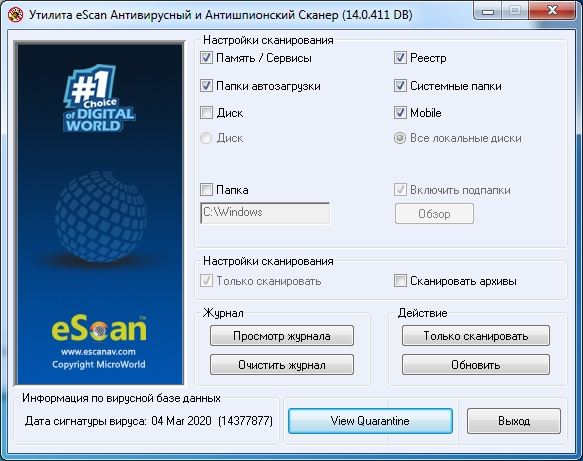 Утилита eScan Антивирусный и Антишпионский Сканер (14.0.411 DB)
#1
Choice
of DIGITAL
WORLD
eScan™
www.escanav.com
Copyright MicroWorld
Настройки сканирования
Память / Сервисы
Реестр
Папки автозагрузки
Системные папки
Диск
Mobile
Диск
Все локальные диски
Папка
Включить подпапки
C:\Windows
Обзор
Настройки сканирования
Только сканировать
Сканировать архивы
Журнал
Просмотр журнала
Очистить журнал
Действие
Только сканировать
Обновить
Информация по вирусной базе данных
Дата сигнатуры вируса: 04 Mar 2020 (14377877)
View Quarantine
Выход